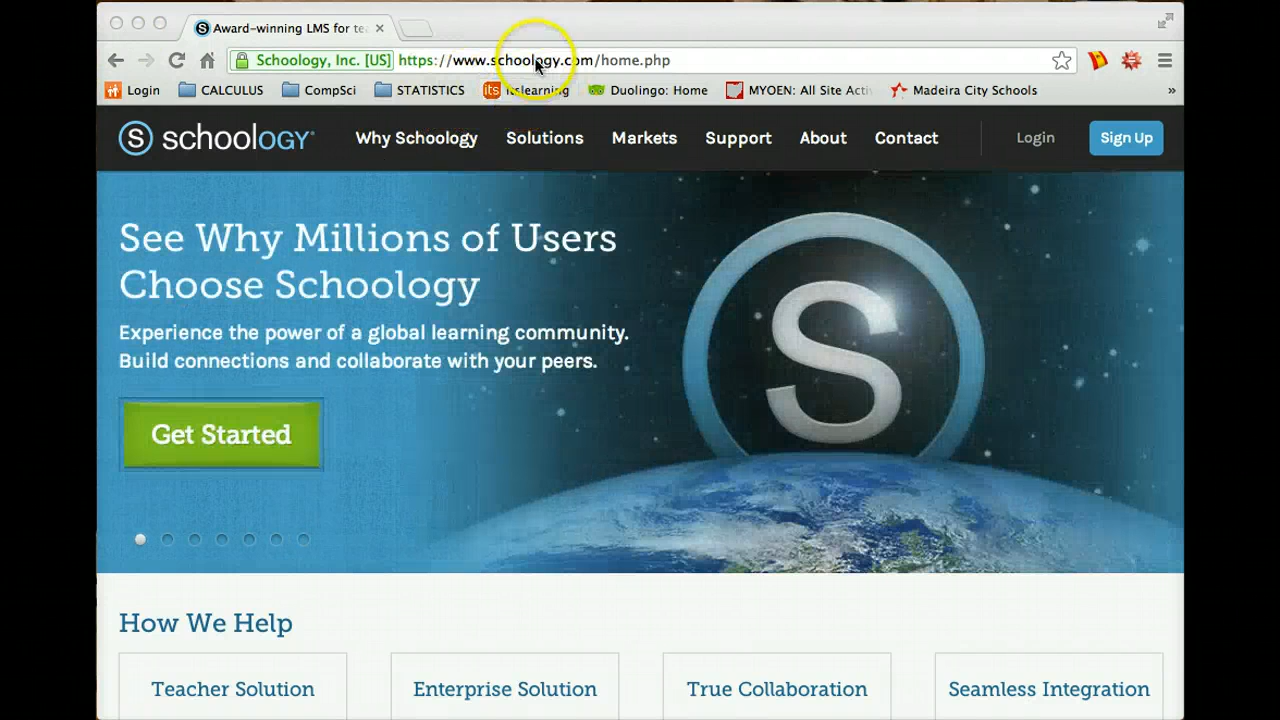 Award-winning LMS for tea
Schoology, Inc. [US] https://www.schoology.com/home.php
Login CALCULUS CompSci STATISTICS its itslearning Duolingo: Home MYOEN: All Site Acti Madeira City Schools »
S schoology Why Schoology Solutions Markets Support About Contact Login Sign Up
See Why Millions of Users
Choose Schoology
Experience the power of a global learning community.
Build connections and collaborate with your peers.
S
Get Started
How We Help
Teacher Solution Enterprise Solution True Collaboration Seamless Integration